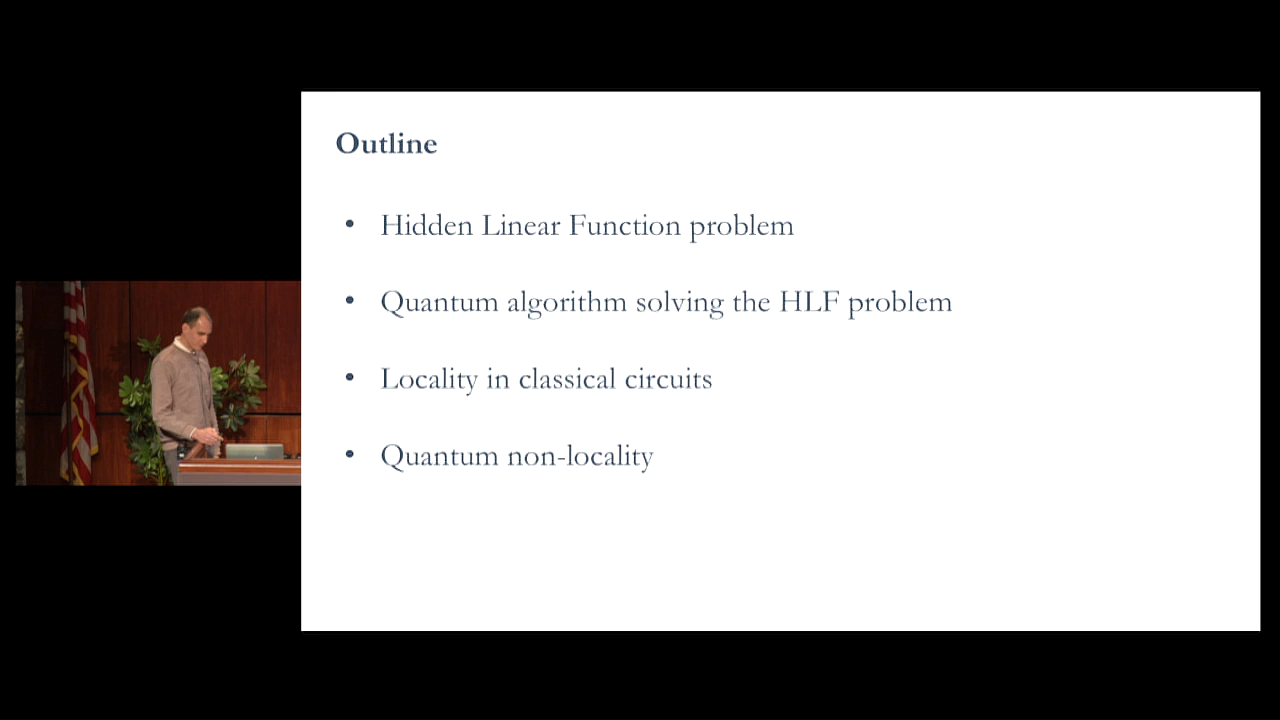 Outline
• Hidden Linear Function problem
• Quantum algorithm solving the HLF problem
• Locality in classical circuits
• Quantum non-locality